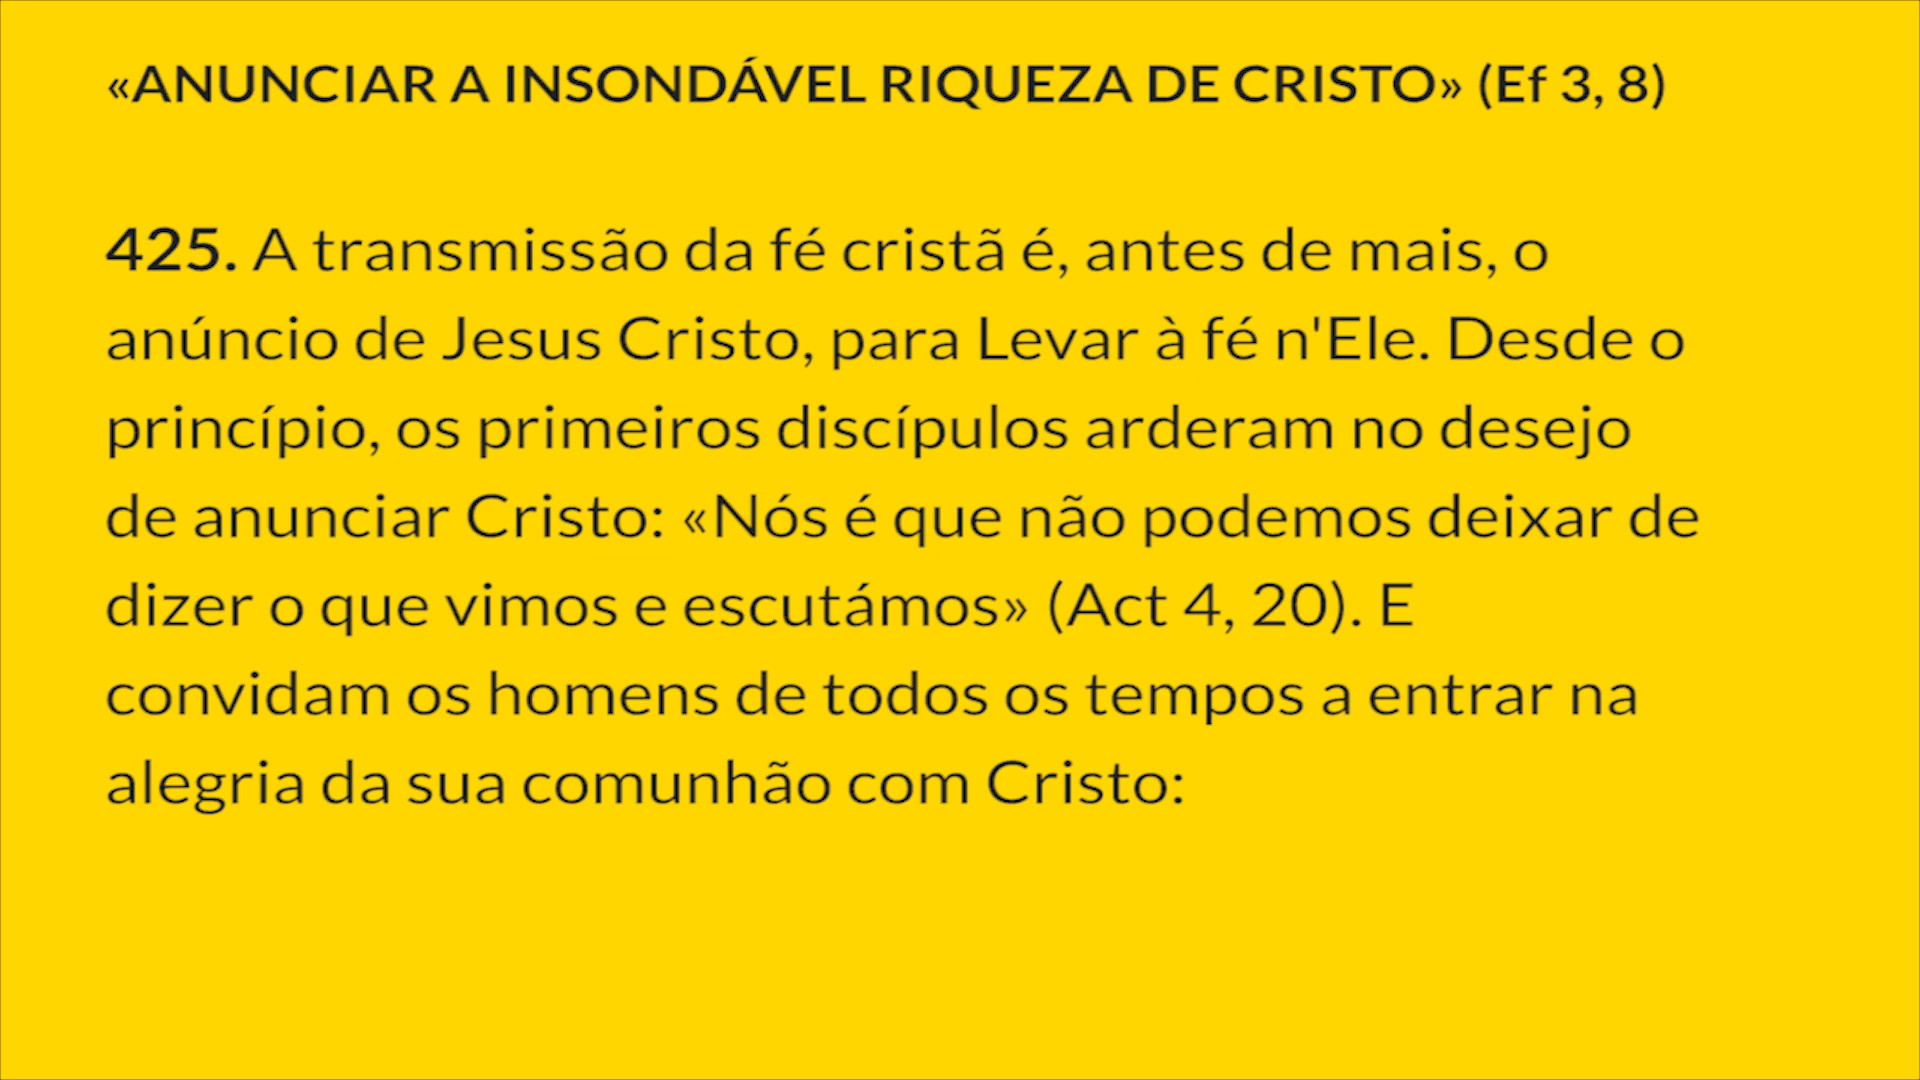 «ANUNCIAR A INSONDÁVEL RIQUEZA DE CRISTO» (Ef 3, 8)
425. A transmissão da fé cristã é, antes de mais, o
anúncio de Jesus Cristo, para Levar à fé n'Ele. Desde o
princípio, os primeiros discípulos arderam no desejo
de anunciar Cristo: «Nós é que não podemos deixar de
dizer o que vimos e escutámos» (Act 4, 20). E
convidam os homens de todos os tempos a entrar na
alegria da sua comunhão com Cristo: